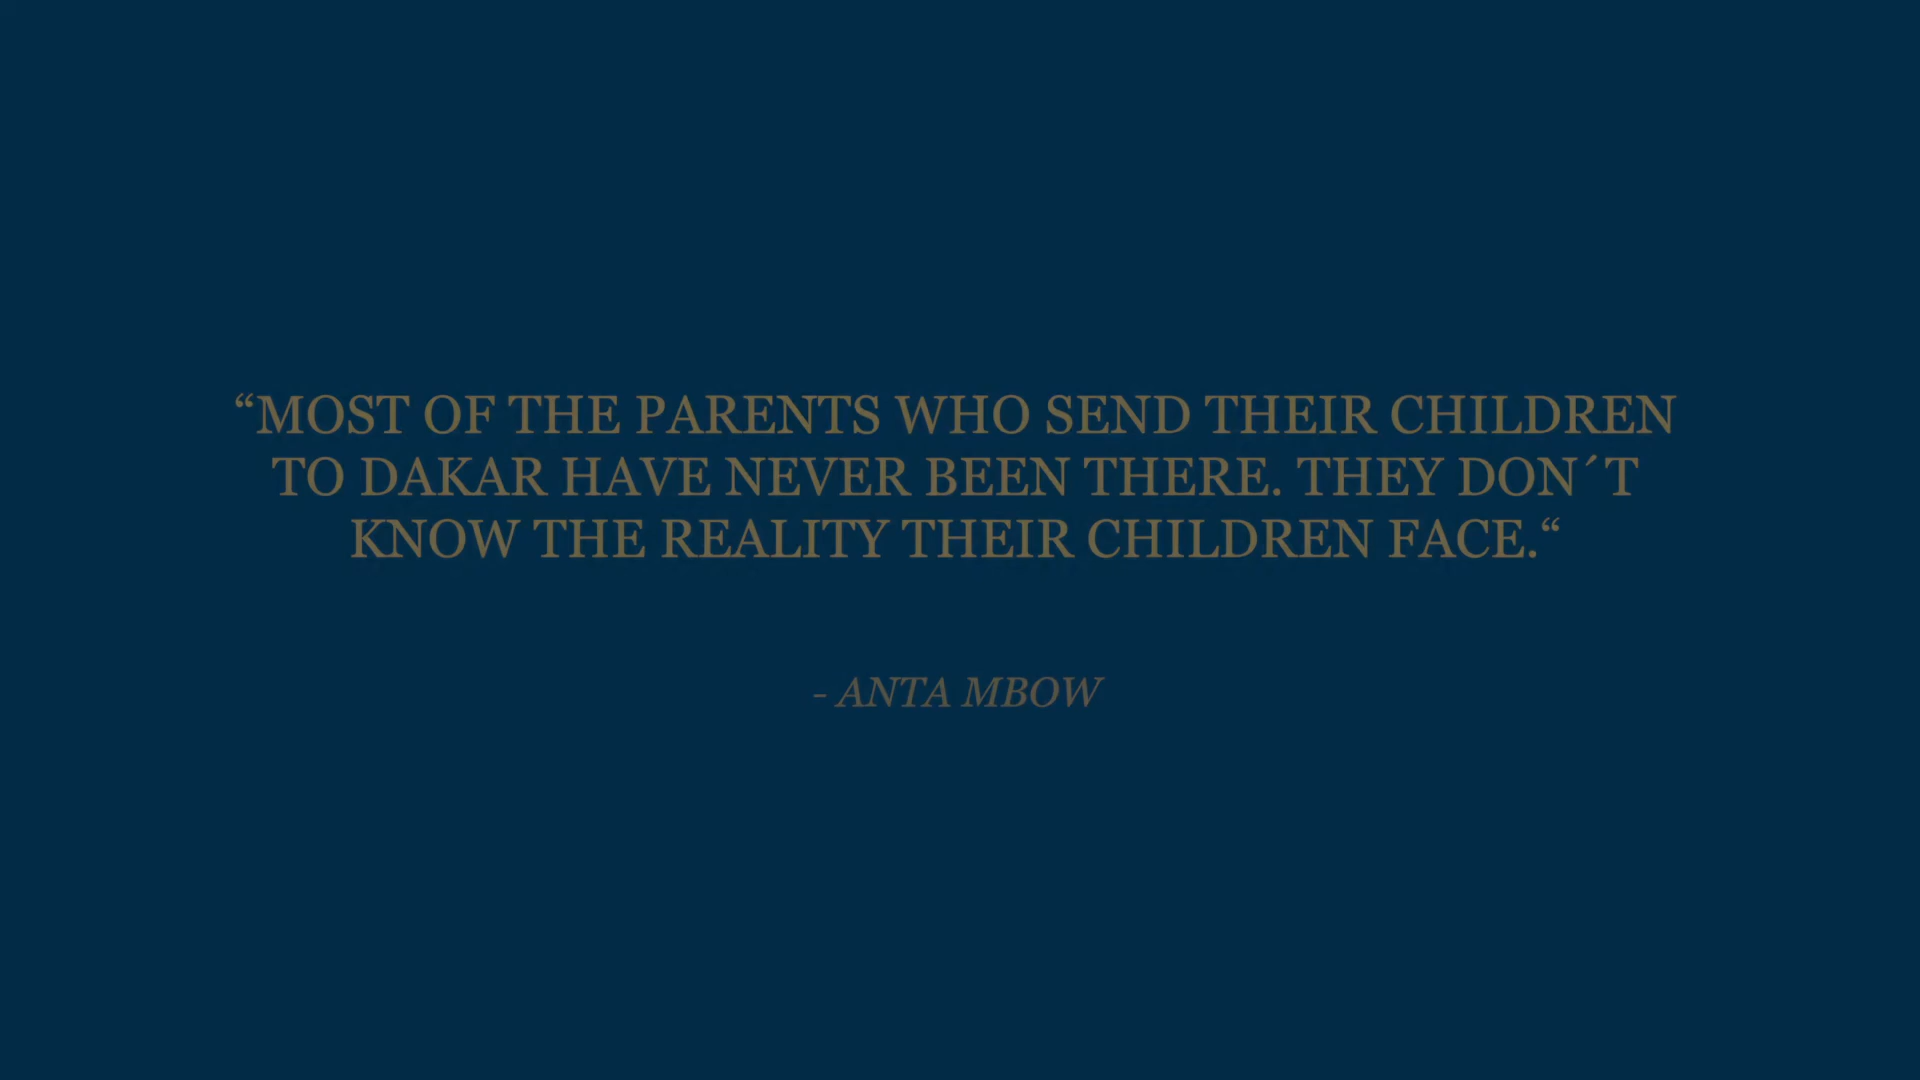 “MOST OF THE PARENTS WHO SEND THEIR CHILDREN
TO DAKAR HAVE NEVER BEEN THERE. THEY DON´T
KNOW THE REALITY THEIR CHILDREN FACE.“
- ANTA MBOW